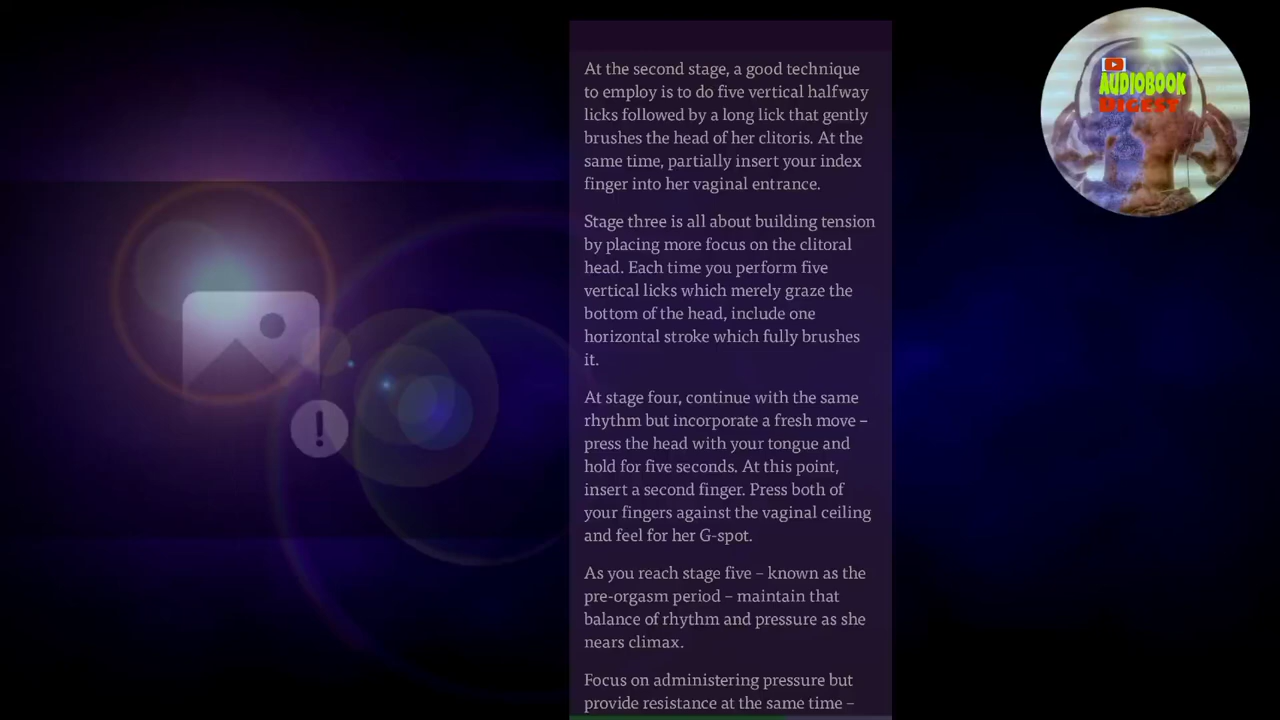 At the second stage, a good technique
to employ is to do five vertical halfway
licks followed by a long lick that gently
brushes the head of her clitoris. At the
same time, partially insert your index
finger into her vaginal entrance.
Stage three is all about building tension
by placing more focus on the clitoral
head. Each time you perform five
vertical licks which merely graze the
bottom of the head, include one
horizontal stroke which fully brushes
it.
At stage four, continue with the same
rhythm but incorporate a fresh move –
press the head with your tongue and
hold for five seconds. At this point,
insert a second finger. Press both of
your fingers against the vaginal ceiling
and feel for her G-spot.
As you reach stage five – known as the
pre-orgasm period – maintain that
balance of rhythm and pressure as she
nears climax.
Focus on administering pressure but
provide resistance at the same time –
AUDIOBOOK
DIGEST